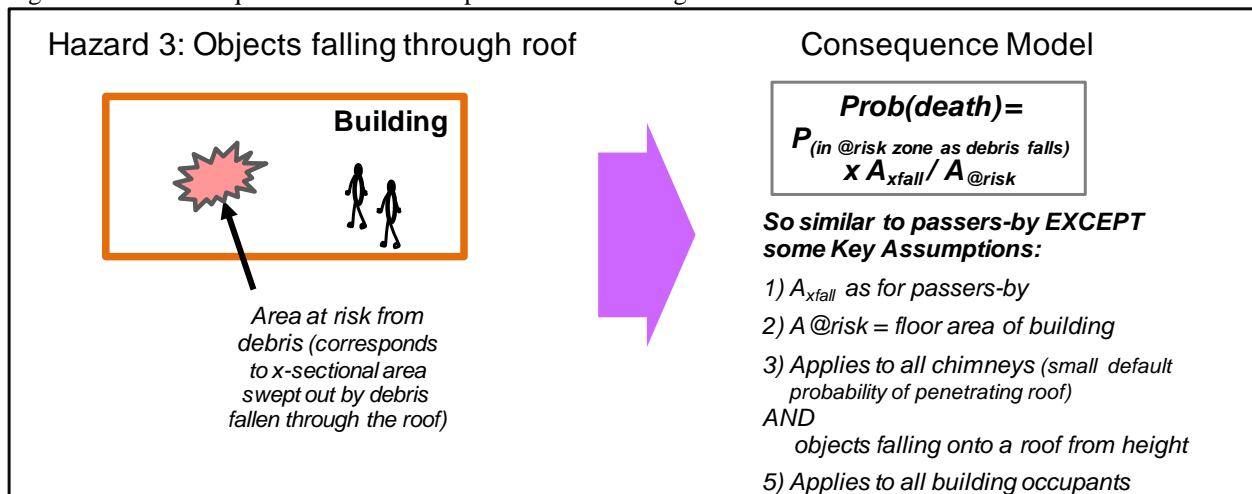 Hazard 3: Objects falling through roof
Building
Area at risk from
debris (corresponds
to x-sectional area
swept out by debris
fallen through the roof)
Consequence Model
Prob(death)=
P(in @risk zone as debris falls)
x Axfall / A@risk
So similar to passers-by EXCEPT
some Key Assumptions:
1) Axfall as for passers-by
2) A@risk = floor area of building
3) Applies to all chimneys (small default
probability of penetrating roof)
AND
objects falling onto a roof from height
5) Applies to all building occupants